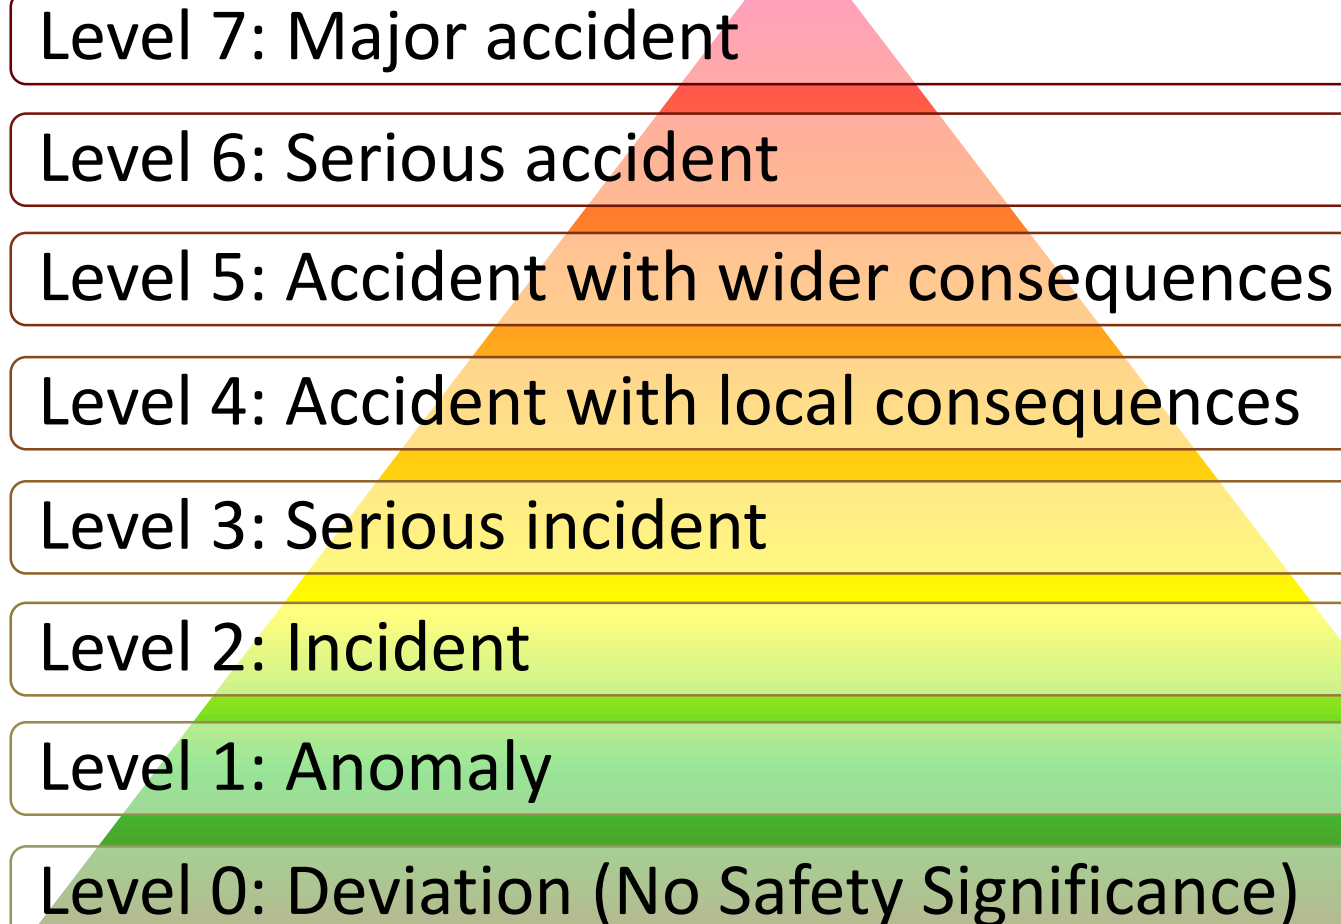 Level 7: Major accident
Level 6: Serious accident
Level 5: Accident with wider consequences
Level 4: Accident with local consequences
Level 3: Serious incident
Level 2: Incident
Level 1: Anomaly
Level 0: Deviation (No Safety Significance)